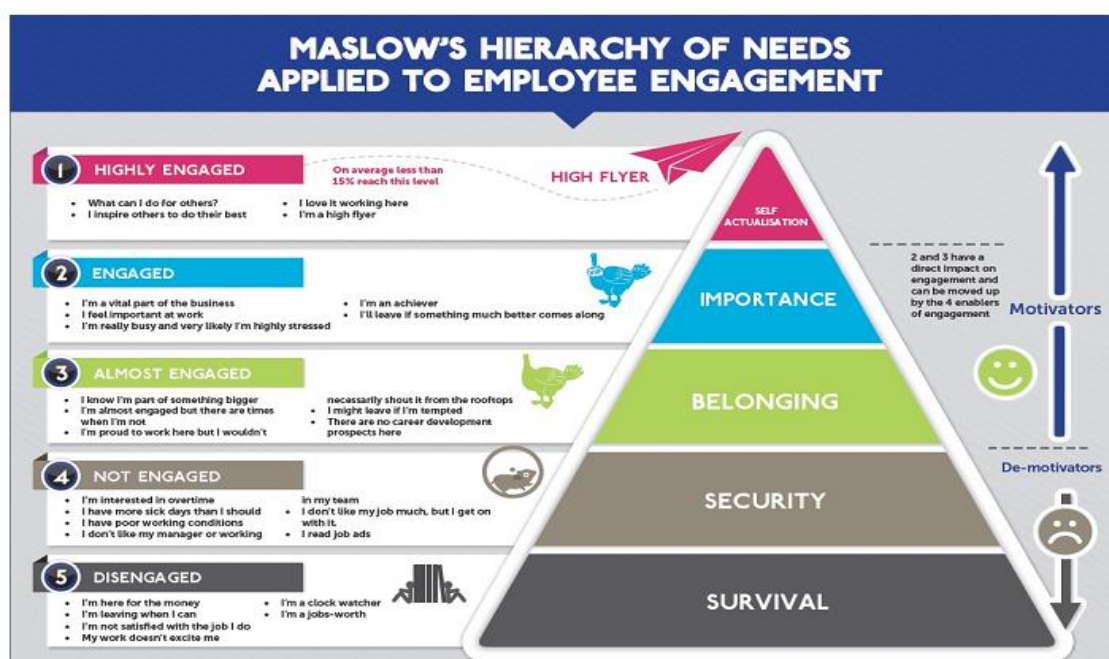 MASLOW'S HIERARCHY OF NEEDS
APPLIED TO EMPLOYEE ENGAGEMENT
1 HIGHLY ENGAGED
On average less than
15% reach this level
HIGH FLYER
• What can I do for others?
• I inspire others to do their best
• I love it working here
• I'm a high flyer
SELF
ACTUALISATION
2 ENGAGED
• I'm a vital part of the business
• I feel important at work
• I'm really busy and very likely I'm highly stressed
• I'm an achiever
• I'll leave if something much better comes along
IMPORTANCE
2 and 3 have a
direct impact on
engagement and
can be moved up
by the 4 enablers
of engagement
Motivators
3 ALMOST ENGAGED
• I know I'm part of something bigger
• I'm almost engaged but there are times
when I'm not
• I'm proud to work here but I wouldn't
necessarily shout it from the rooftops
• I might leave if I'm tempted
• There are no career development
prospects here
BELONGING
De-motivators
4 NOT ENGAGED
• I'm interested in overtime
• I have more sick days than I should
• I have poor working conditions
• I don't like my manager or working
in my team
• I don't like my job much, but I get on
with it.
• I read job ads
SECURITY
5 DISENGAGED
• I'm here for the money
• I'm leaving when I can
• I'm not satisfied with the job I do
• My work doesn't excite me
• I'm a clock watcher
• I'm a jobs-worth
SURVIVAL